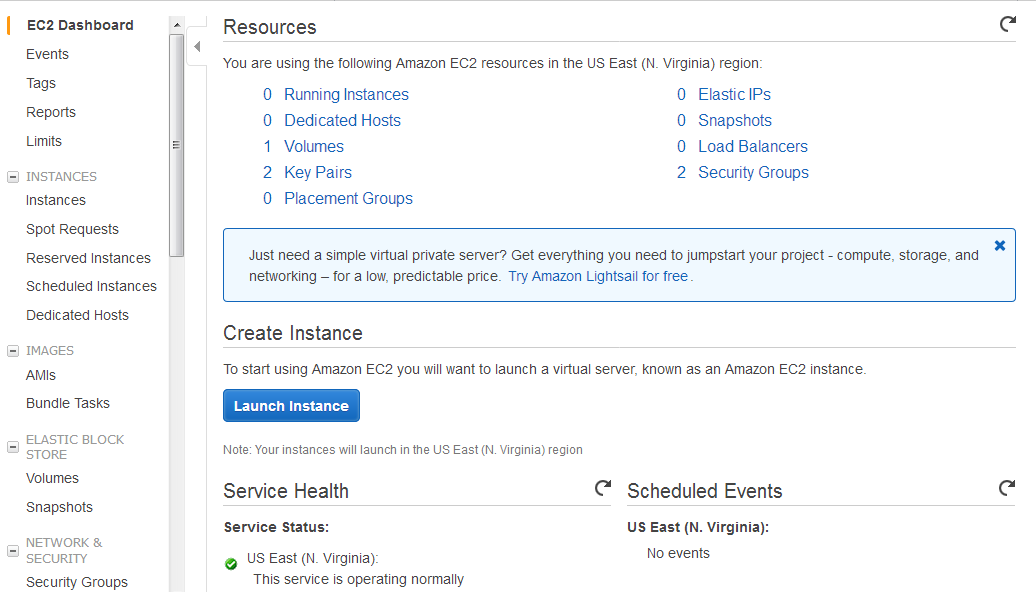 EC2 Dashboard
Events
Tags
Reports
Limits
INSTANCES
Instances
Spot Requests
Reserved Instances
Scheduled Instances
Dedicated Hosts
IMAGES
AMIs
Bundle Tasks
ELASTIC BLOCK
STORE
Volumes
Snapshots
NETWORK &
SECURITY
Security Groups
Resources
You are using the following Amazon EC2 resources in the US East (N. Virginia) region:
0 Running Instances
0 Dedicated Hosts
1 Volumes
2 Key Pairs
0 Placement Groups
0 Elastic IPs
0 Snapshots
0 Load Balancers
2 Security Groups
Just need a simple virtual private server? Get everything you need to jumpstart your project - compute, storage, and
networking – for a low, predictable price. Try Amazon Lightsail for free.
Create Instance
To start using Amazon EC2 you will want to launch a virtual server, known as an Amazon EC2 instance.
Launch Instance
Note: Your instances will launch in the US East (N. Virginia) region
Service Health
Service Status:
US East (N. Virginia):
This service is operating normally
Scheduled Events
US East (N. Virginia):
No events